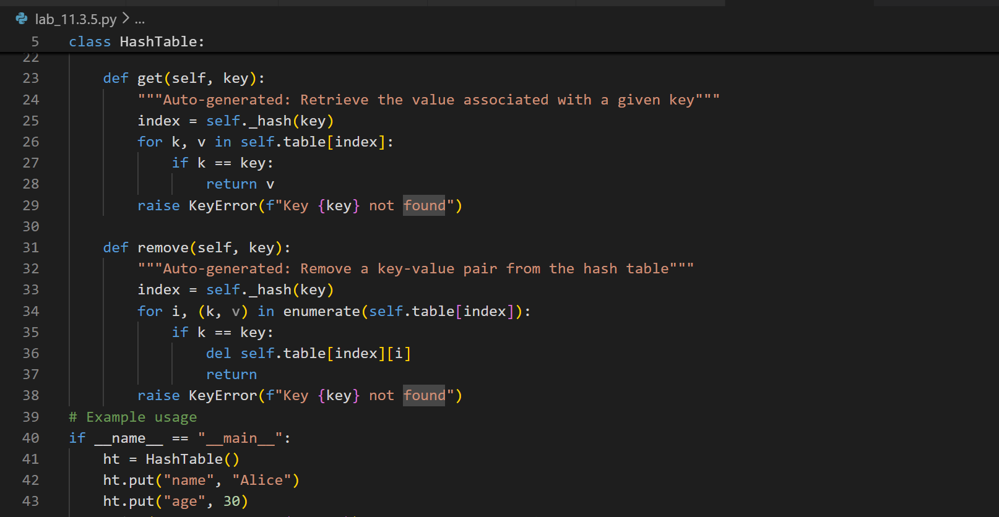 lab_11.3.5.py > ...
5 class HashTable:
22
23 def get(self, key):
24 """Auto-generated: Retrieve the value associated with a given key"""
25 index = self._hash(key)
26 for k, v in self.table[index]:
27 if k == key:
28 return v
29 raise KeyError(f"Key {key} not found")
30
31 def remove(self, key):
32 """Auto-generated: Remove a key-value pair from the hash table"""
33 index = self._hash(key)
34 for i, (k, v) in enumerate(self.table[index]):
35 if k == key:
36 del self.table[index][i]
37 return
38 raise KeyError(f"Key {key} not found")
39 # Example usage
40 if __name__ == "__main__":
41 ht = HashTable()
42 ht.put("name", "Alice")
43 ht.put("age", 30)